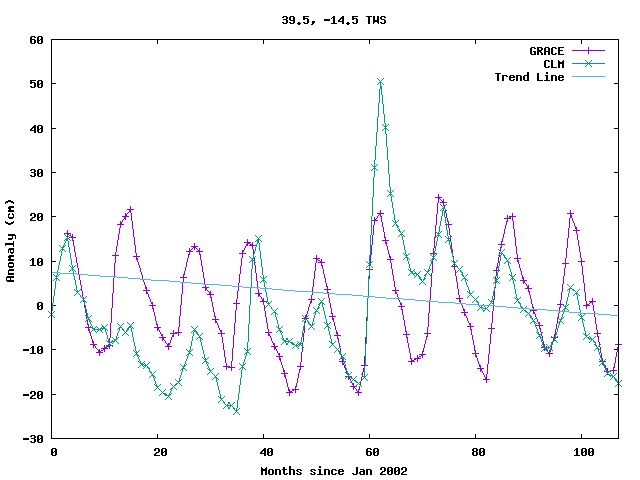 39.5, -14.5 TWS
GRACE
CLM
Trend Line
60
50
40
30
20
10
0
-10
-20
-30
Anomaly (cm)
0 20 40 60 80 100
Months since Jan 2002